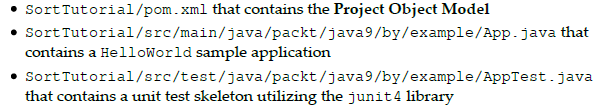 • SortTutorial/pom.xml that contains the Project Object Model
• SortTutorial/src/main/java/packt/java9/by/example/App.java that
contains a HelloWorld sample application
• SortTutorial/src/test/java/packt/java9/by/example/AppTest.java
that contains a unit test skeleton utilizing the junit4 library